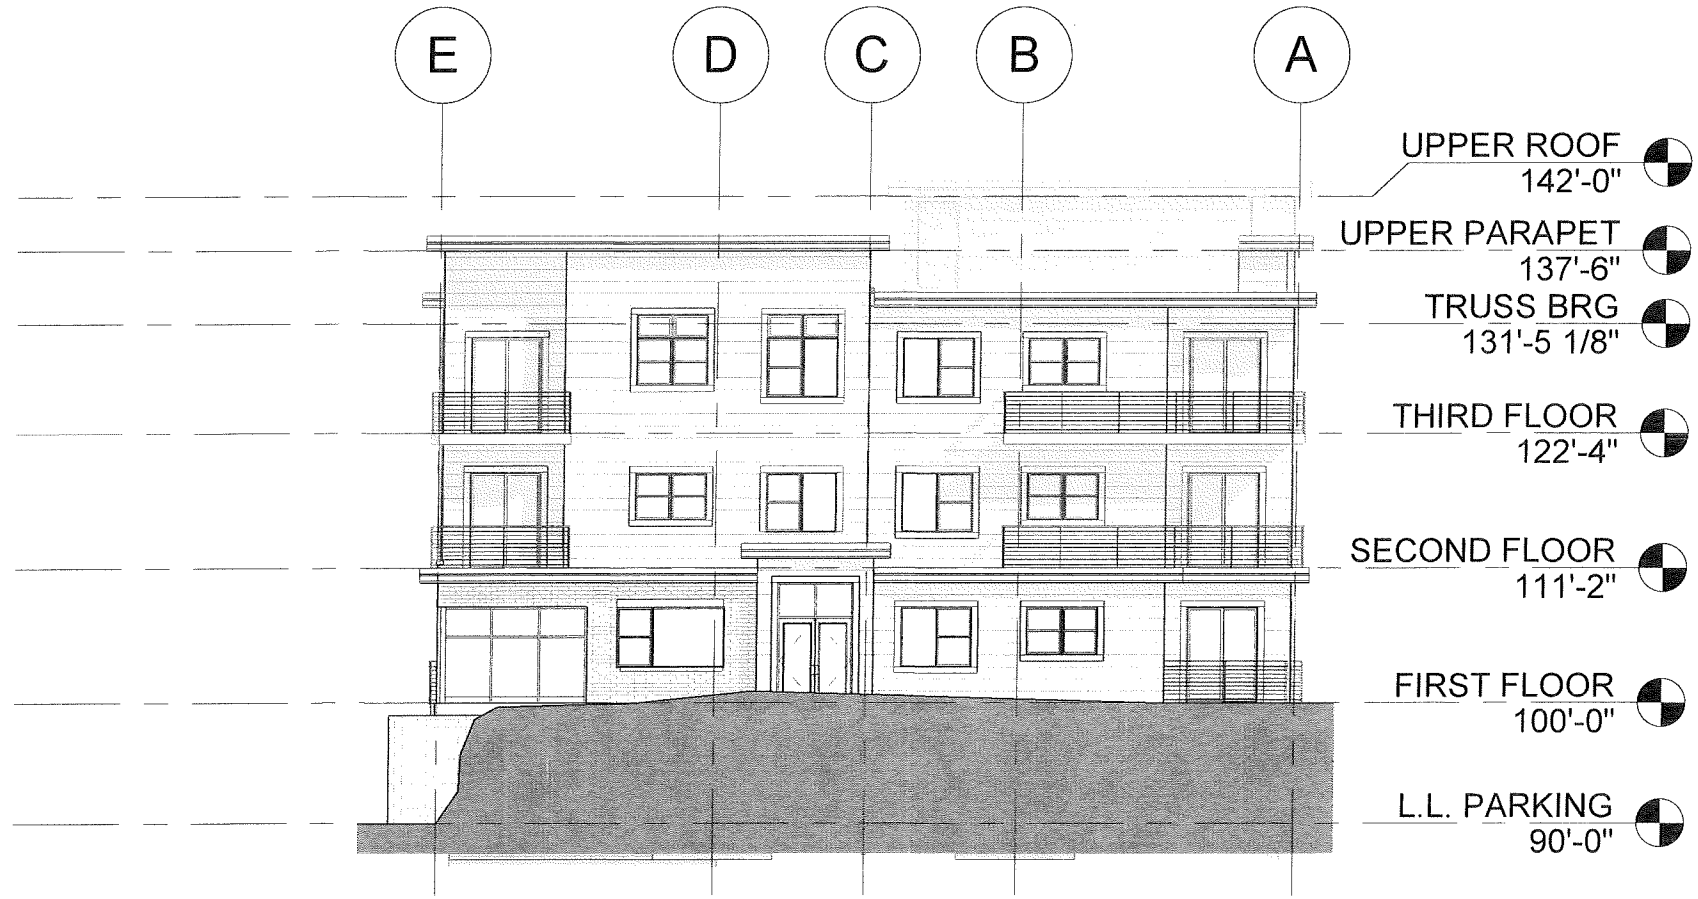 E D C B A
UPPER ROOF
142'-0"
UPPER PARAPET
137'-6"
TRUSS BRG
131'-5 1/8"
THIRD FLOOR
122'-4"
SECOND FLOOR
111'-2"
FIRST FLOOR
100'-0"
L.L. PARKING
90'-0"